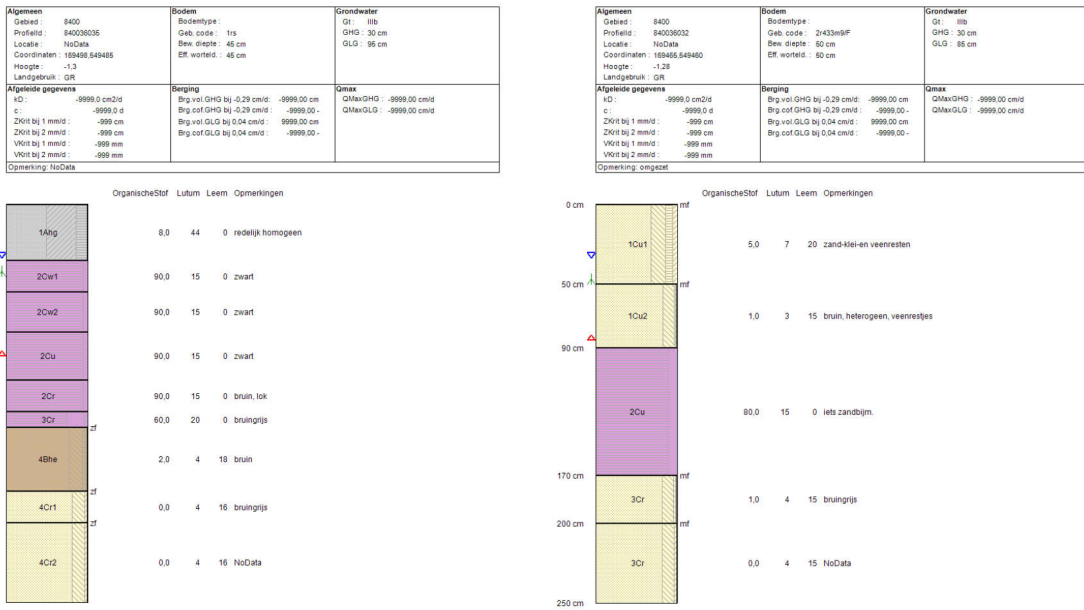 Algemeen Bodem Grondwater
Gebied : 8400 Bodemtype : Gt : IIIb
ProfielId : 840036035 Geb. code : 1rs GHG : 30 cm
Locatie : NoData Bew. diepte : 45 cm GLG : 95 cm
Coordinaten : 169498,549485 Eff. worteld. : 45 cm
Hoogte : -1,3
Landgebruik : GR
Afgeleide gegevens Berging Qmax
kD : -9999,0 cm2/d Brg.vol.GHG bij -0,29 cm/d: -9999,00 cm QMaxGHG : -9999,00 cm/d
c : -9999,0 d Brg.cof.GHG bij -0,29 cm/d : -9999,00 - QMaxGLG : -9999,00 cm/d
ZKrit bij 1 mm/d : -999 cm Brg.vol.GLG bij 0,04 cm/d : 9999,00 cm
ZKrit bij 2 mm/d : -999 cm Brg.cof.GLG bij 0,04 cm/d : -9999,00 -
VKrit bij 1 mm/d : -999 mm
VKrit bij 2 mm/d : -999 mm
Opmerking: NoData
OrganischeStof Lutum Leem Opmerkingen
1Ahg 8,0 44 0 redelijk homogeen
2Cw1 90,0 15 0 zwart
2Cw2 90,0 15 0 zwart
2Cu 90,0 15 0 zwart
2Cr 90,0 15 0 bruin, lok
3Cr 60,0 20 0 bruingrijs
zf
4Bhe 2,0 4 18 bruin
zf
4Cr1 0,0 4 16 bruingrijs
zf
4Cr2 0,0 4 16 NoData
Algemeen Bodem Grondwater
Gebied : 8400 Bodemtype : Gt : IIIb
ProfielId : 840036032 Geb. code : 2r433m9/F GHG : 30 cm
Locatie : NoData Bew. diepte : 50 cm GLG : 85 cm
Coordinaten : 169465,549460 Eff. worteld. : 50 cm
Hoogte : -1,28
Landgebruik : GR
Afgeleide gegevens Berging Qmax
kD : -9999,0 cm2/d Brg.vol.GHG bij -0,29 cm/d: -9999,00 cm QMaxGHG : -9999,00 cm/d
c : -9999,0 d Brg.cof.GHG bij -0,29 cm/d : -9999,00 - QMaxGLG : -9999,00 cm/d
ZKrit bij 1 mm/d : -999 cm Brg.vol.GLG bij 0,04 cm/d : 9999,00 cm
ZKrit bij 2 mm/d : -999 cm Brg.cof.GLG bij 0,04 cm/d : -9999,00 -
VKrit bij 1 mm/d : -999 mm
VKrit bij 2 mm/d : -999 mm
Opmerking: omgezet
OrganischeStof Lutum Leem Opmerkingen
0 cm mf
1Cu1 5,0 7 20 zand-klei-en veenresten
50 cm mf
1Cu2 1,0 3 15 bruin, heterogeen, veenrestjes
90 cm
2Cu 80,0 15 0 iets zandbijm.
170 cm mf
3Cr 1,0 4 15 bruingrijs
200 cm mf
3Cr 0,0 4 15 NoData
250 cm